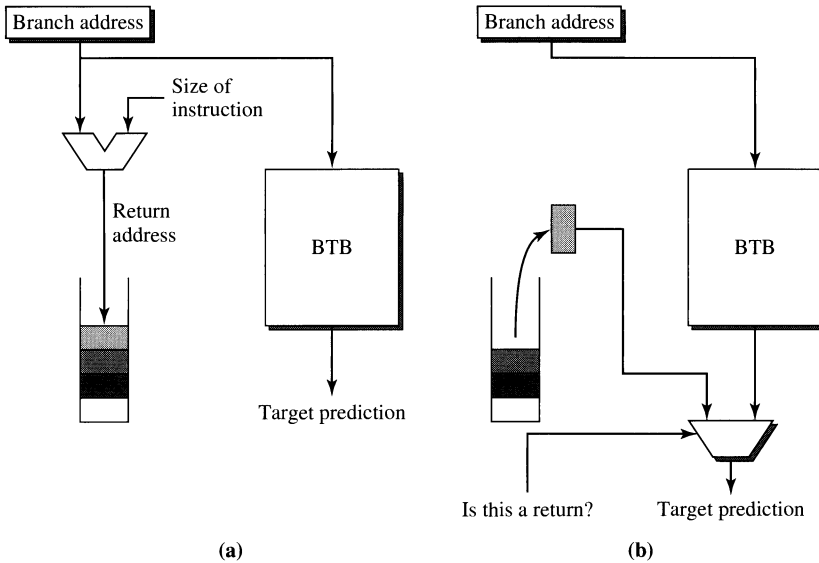 Branch address
Size of
instruction
Return
address
BTB
Target prediction
(a)
Branch address
BTB
Is this a return?
Target prediction
(b)